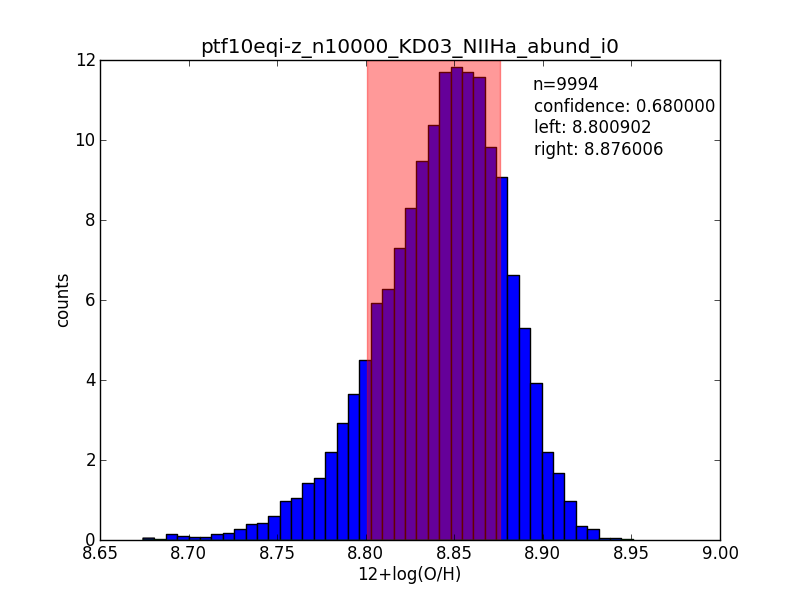 ptf10eqi-z_n10000_KD03_NIIHa_abund_i0
12
10
8
6
4
2
0
counts
n=9994
confidence: 0.680000
left: 8.800902
right: 8.876006
8.65 8.70 8.75 8.80 8.85 8.90 8.95 9.00
12+log(O/H)